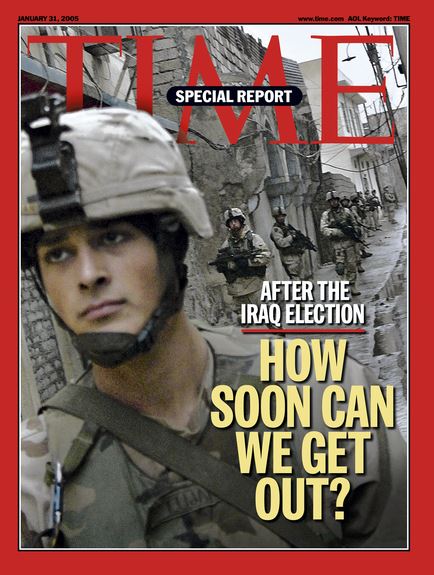 JANUARY 31, 2005
www.time.com AOL Keyword: TIME
TIME
SPECIAL REPORT
AFTER THE
IRAQ ELECTION
HOW
SOON CAN
WE GET
OUT?